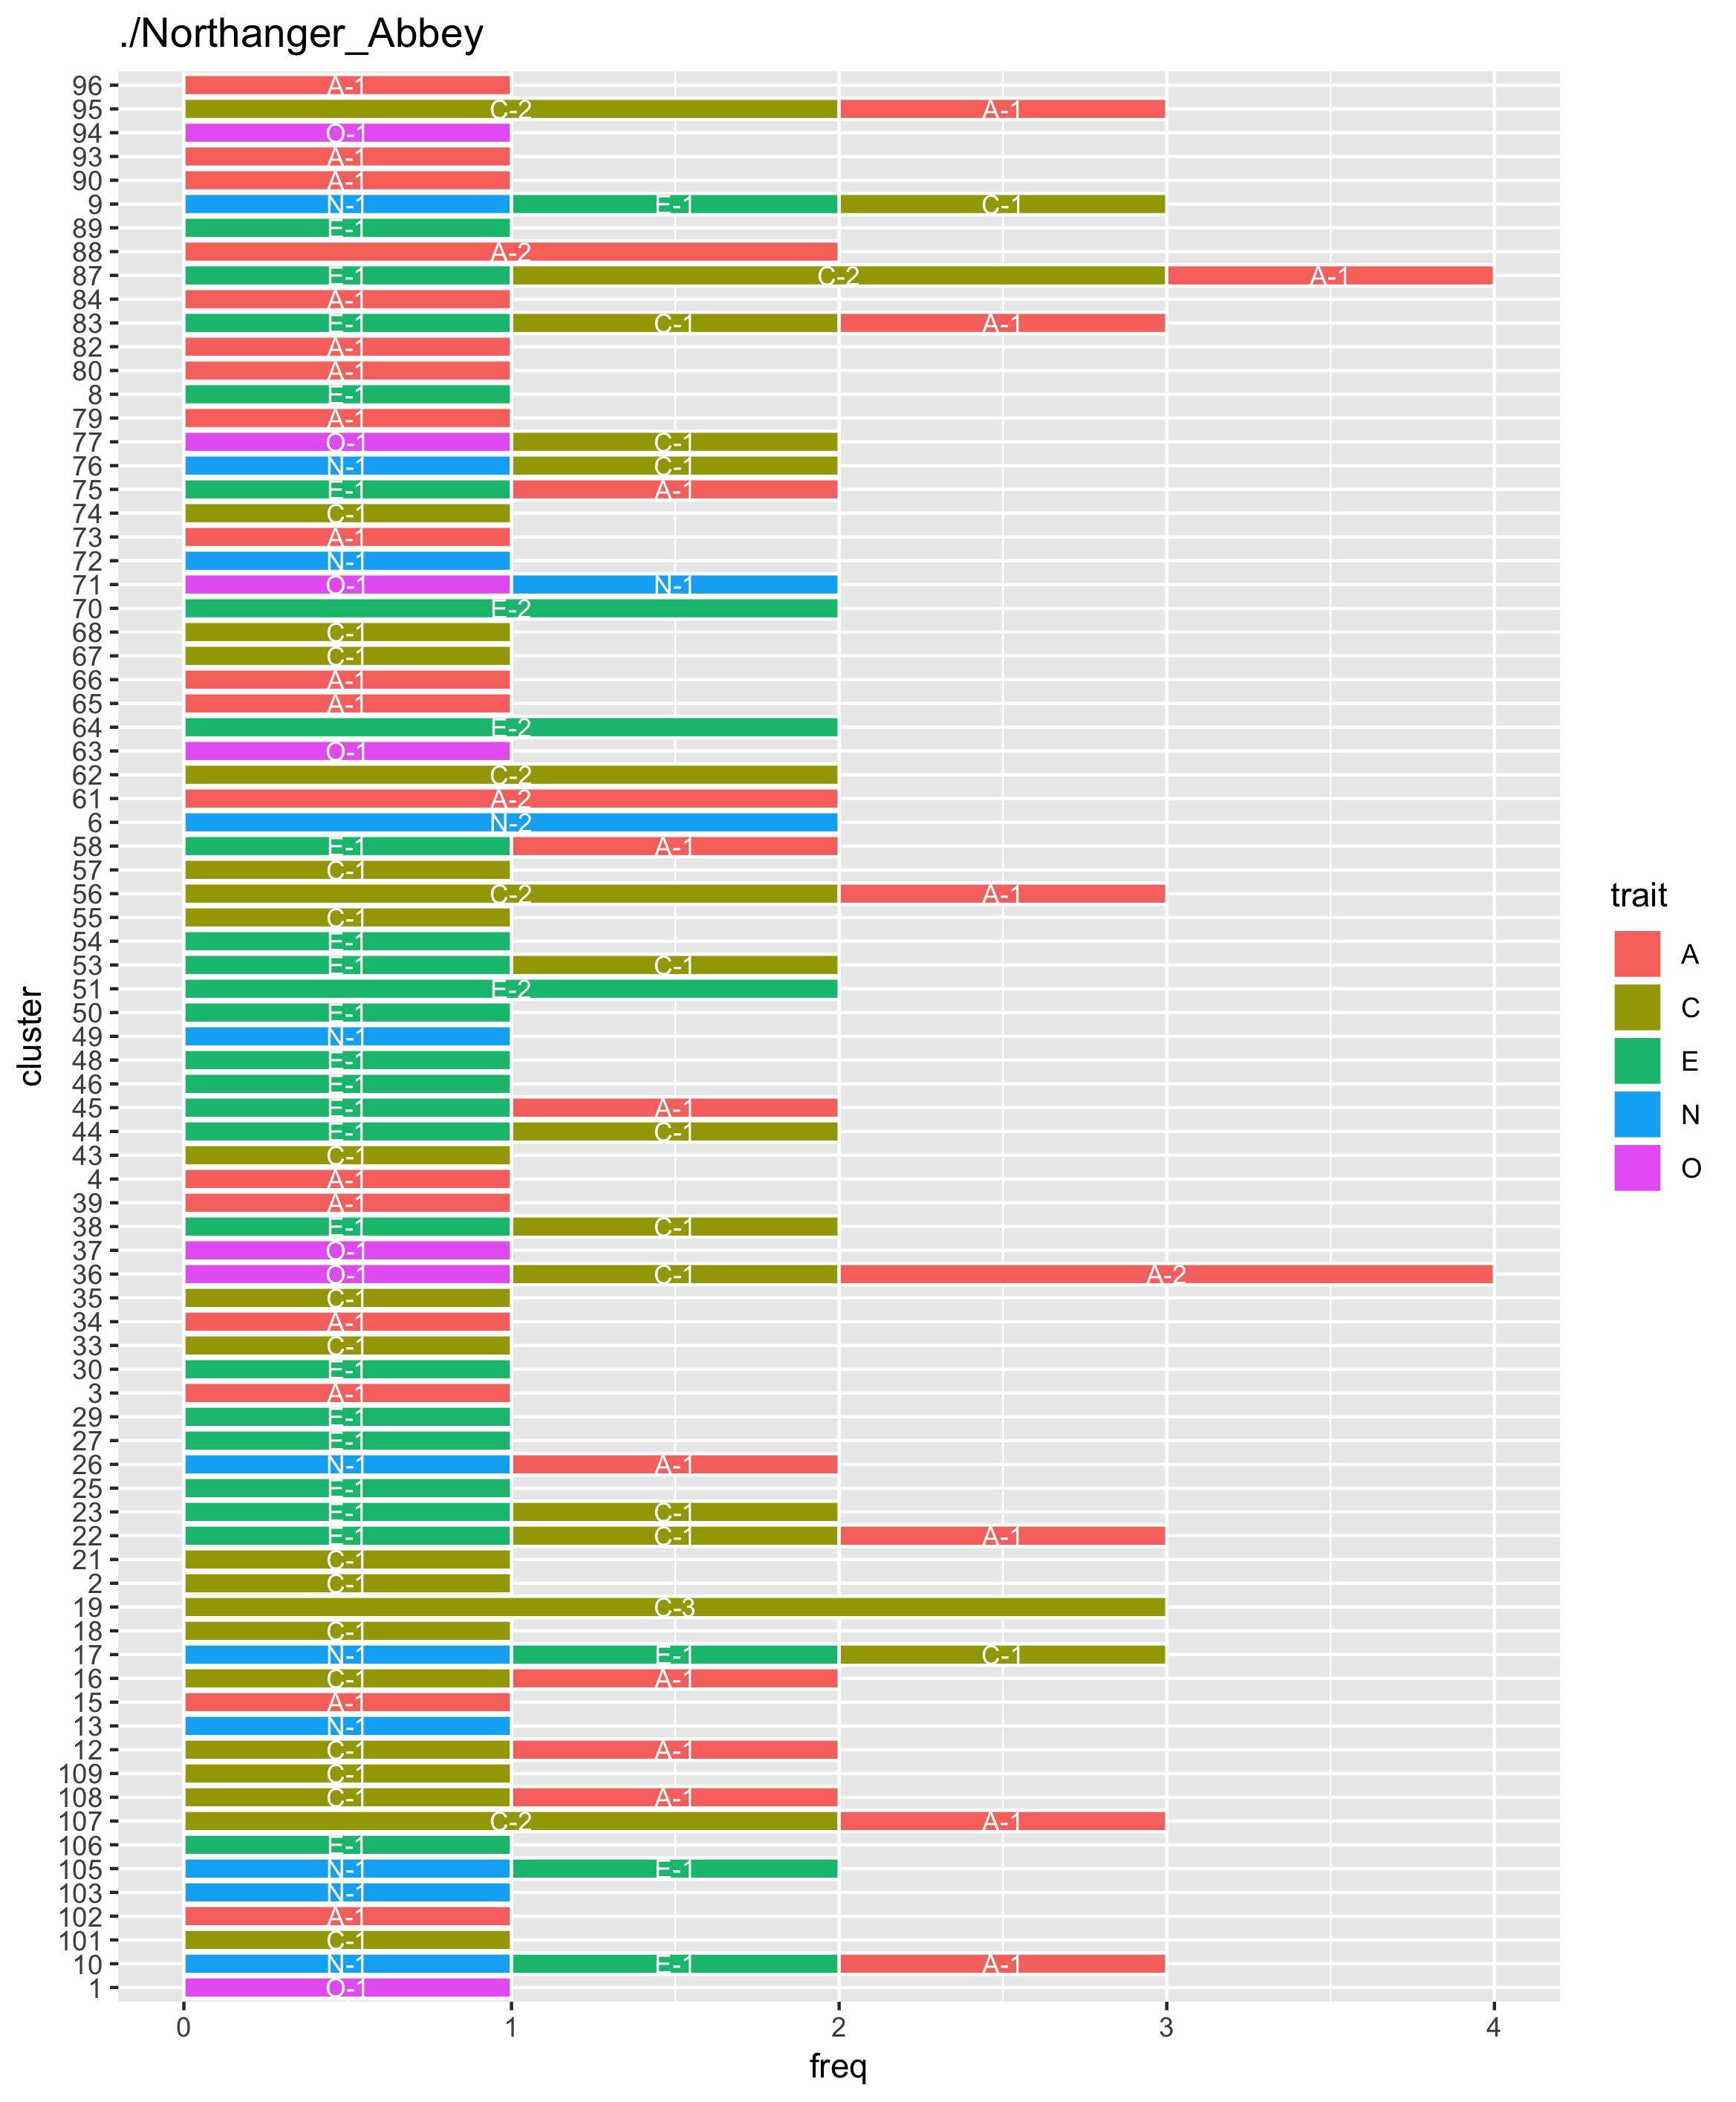 ./Northanger_Abbey
96 A-1
95 C-2 A-1
94 O-1
93 A-1
90 A-1
9 N-1 E-1 C-1
89 E-1
88 A-2
87 E-1 C-2 A-1
84 A-1
83 E-1 C-1 A-1
82 A-1
80 A-1
8 E-1
79 A-1
77 O-1 C-1
76 N-1 C-1
75 E-1 A-1
74 C-1
73 A-1
72 N-1
71 O-1 N-1
70 E-2
68 C-1
67 C-1
66 A-1
65 A-1
64 E-2
63 O-1
62 C-2
61 A-2
6 N-2
58 E-1 A-1
57 C-1
56 C-2 A-1
55 C-1
54 E-1
53 E-1 C-1
51 E-2
50 E-1
49 N-1
48 E-1
46 E-1
45 E-1 A-1
44 E-1 C-1
43 C-1
4 A-1
39 A-1
38 E-1 C-1
37 O-1
36 O-1 C-1 A-2
35 C-1
34 A-1
33 C-1
30 E-1
3 A-1
29 E-1
27 E-1
26 N-1 A-1
25 E-1
23 E-1 C-1
22 E-1 C-1 A-1
21 C-1
2 C-1
19 C-3
18 C-1
17 N-1 E-1 C-1
16 C-1 A-1
15 A-1
13 N-1
12 C-1 A-1
109 C-1
108 C-1 A-1
107 C-2 A-1
106 E-1
105 N-1 E-1
103 N-1
102 A-1
101 C-1
10 N-1 E-1 A-1
1 O-1
0 1 2 3 4
freq
cluster
trait
A
C
E
N
O